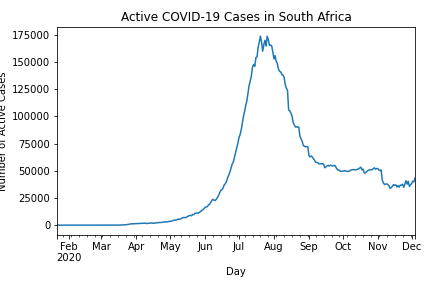 Active COVID-19 Cases in South Africa
Number of Active Cases
175000
150000
125000
100000
75000
50000
25000
0
Feb Mar Apr May Jun Jul Aug Sep Oct Nov Dec
2020
Day